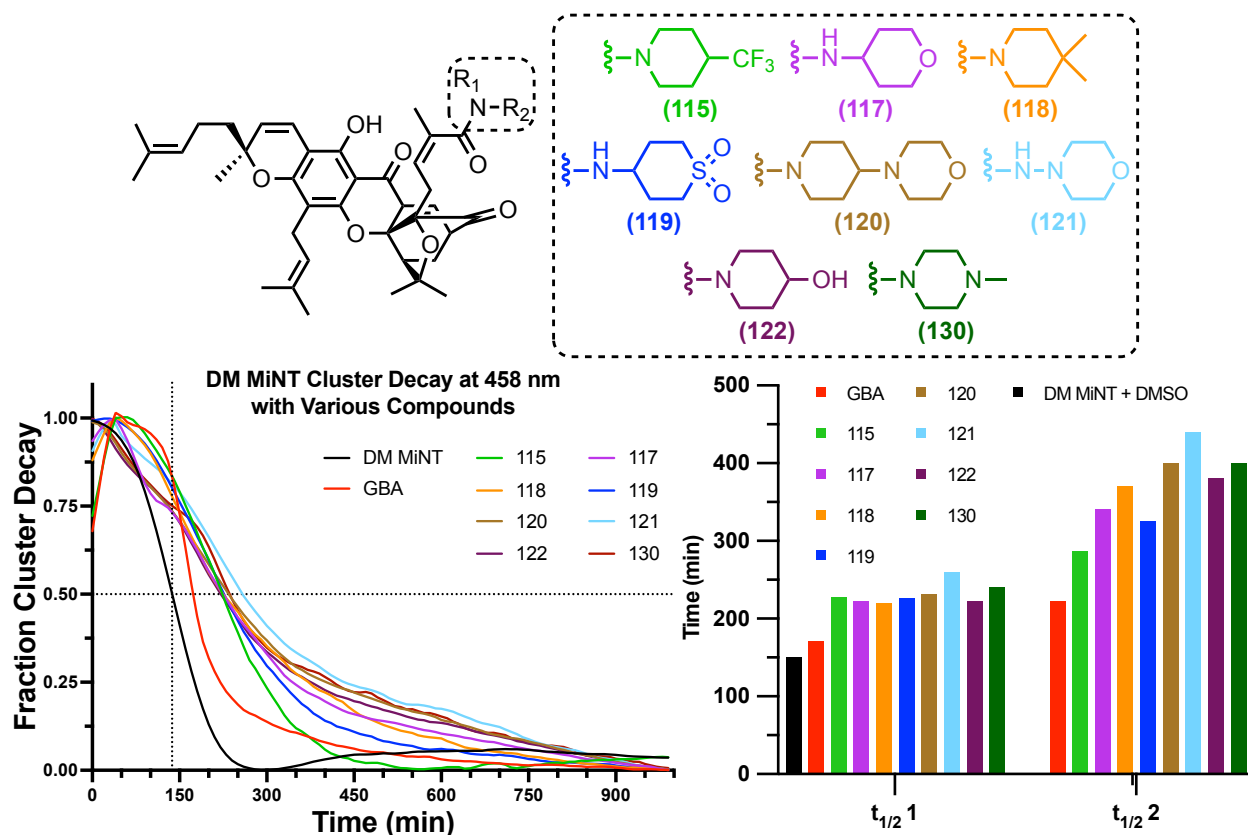 R1
N
R2
OH
O
O
O
O
O
O
N
CF3
(115)
H
N
O
(117)
N
(118)
H
N
S
O
O
(119)
N
N
O
(120)
H
N
N
O
(121)
N
OH
(122)
N
N
(130)
DM MiNT Cluster Decay at 458 nm
with Various Compounds
DM MiNT
GBA
115
118
120
122
117
119
121
130
Fraction Cluster Decay
1.00
0.75
0.50
0.25
0.00
0
150
300
450
600
750
900
Time (min)
GBA
115
117
118
119
120
121
122
130
DM MiNT + DMSO
Time (min)
500
400
300
200
100
0
t1/2 1
t1/2 2